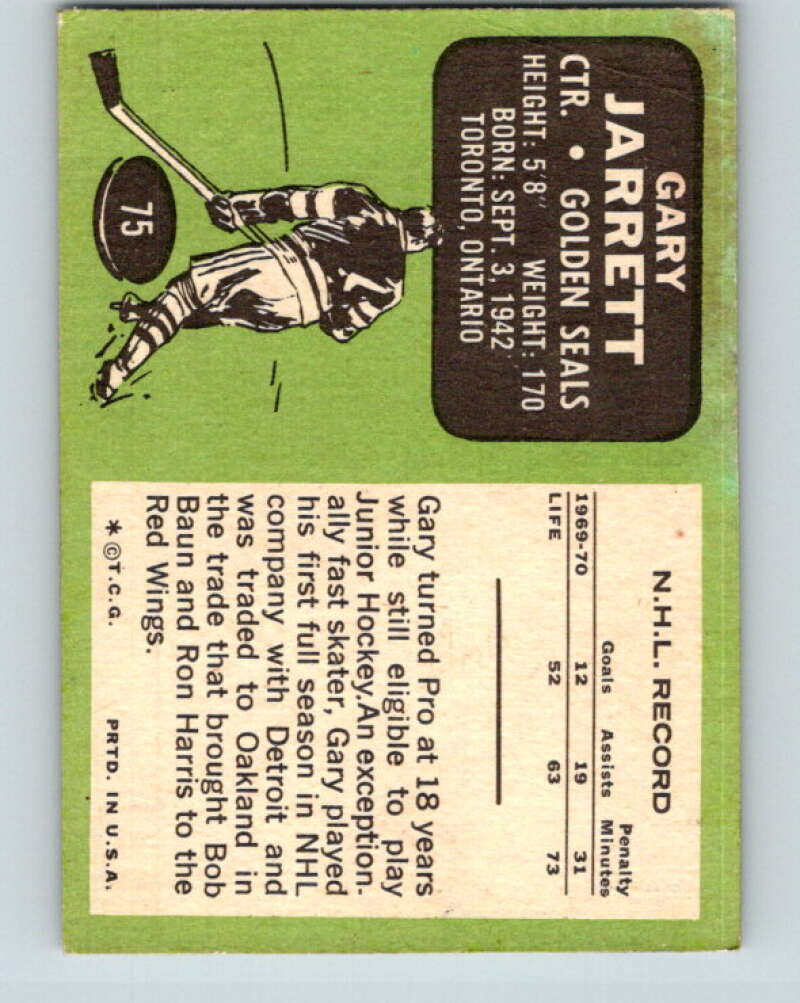 GARY
JARRETT
CTR. • GOLDEN SEALS
HEIGHT: 5'8" WEIGHT: 170
BORN: SEPT. 3, 1942
TORONTO, ONTARIO
75
N.H.L. RECORD
Penalty
Goals Assists Minutes
1969-70 12 19 31
LIFE 52 63 73
Gary turned Pro at 18 years
while still eligible to play
Junior Hockey. An exception-
ally fast skater, Gary played
his first full season in NHL
company with Detroit and
was traded to Oakland in
the trade that brought Bob
Baun and Ron Harris to the
Red Wings.
* © T.C.G. PRTD. IN U.S.A.